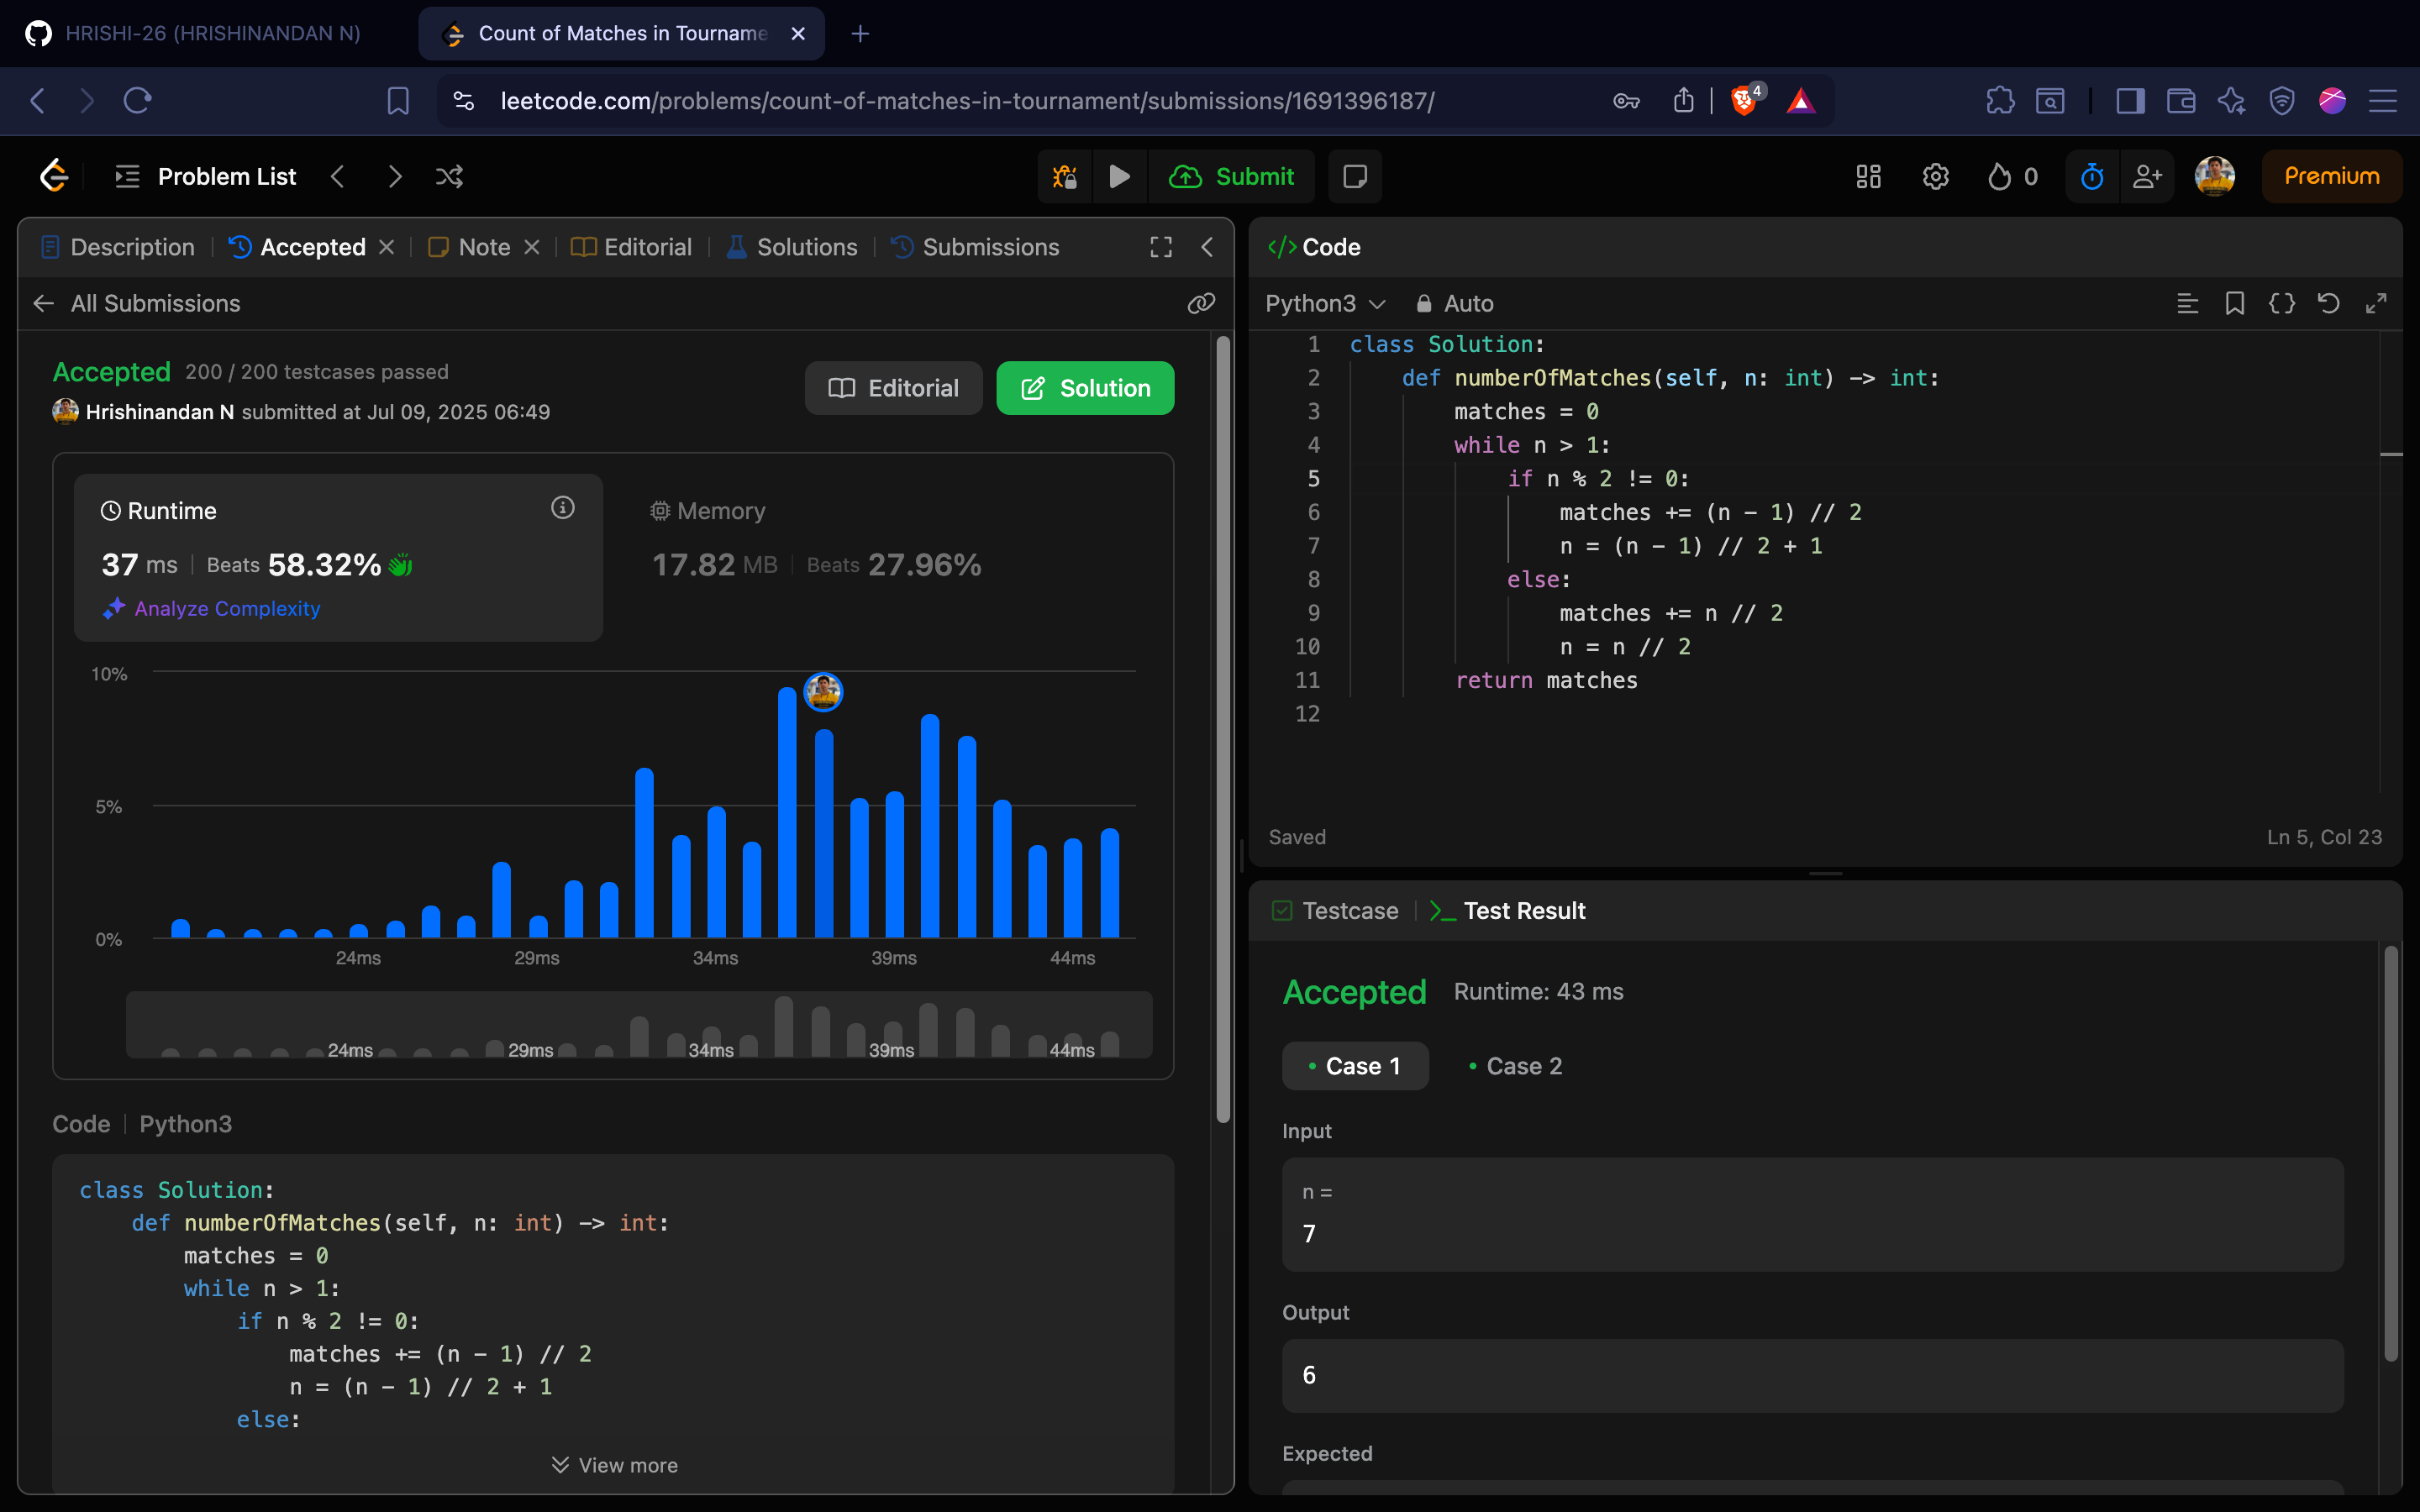 HRISHI-26 (HRISHINANDAN N)
Count of Matches in Tourname
leetcode.com/problems/count-of-matches-in-tournament/submissions/1691396187/
4
Problem List
Submit
0
Premium
Description
Accepted
Note
Editorial
Solutions
Submissions
All Submissions
Accepted 200 / 200 testcases passed
Hrishinandan N submitted at Jul 09, 2025 06:49
Editorial
Solution
Runtime
37 ms | Beats 58.32%
Analyze Complexity
Memory
17.82 MB | Beats 27.96%
10%
5%
0%
24ms 29ms 34ms 39ms 44ms
24ms 29ms 34ms 39ms 44ms
Code | Python3
class Solution:
    def numberOfMatches(self, n: int) -> int:
        matches = 0
        while n > 1:
            if n % 2 != 0:
                matches += (n - 1) // 2
                n = (n - 1) // 2 + 1
            else:
View more
</> Code
Python3
Auto
1 class Solution:
2     def numberOfMatches(self, n: int) -> int:
3         matches = 0
4         while n > 1:
5             if n % 2 != 0:
6                 matches += (n - 1) // 2
7                 n = (n - 1) // 2 + 1
8             else:
9                 matches += n // 2
10                 n = n // 2
11         return matches
12
Saved
Ln 5, Col 23
Testcase
Test Result
Accepted Runtime: 43 ms
Case 1
Case 2
Input
n =
7
Output
6
Expected